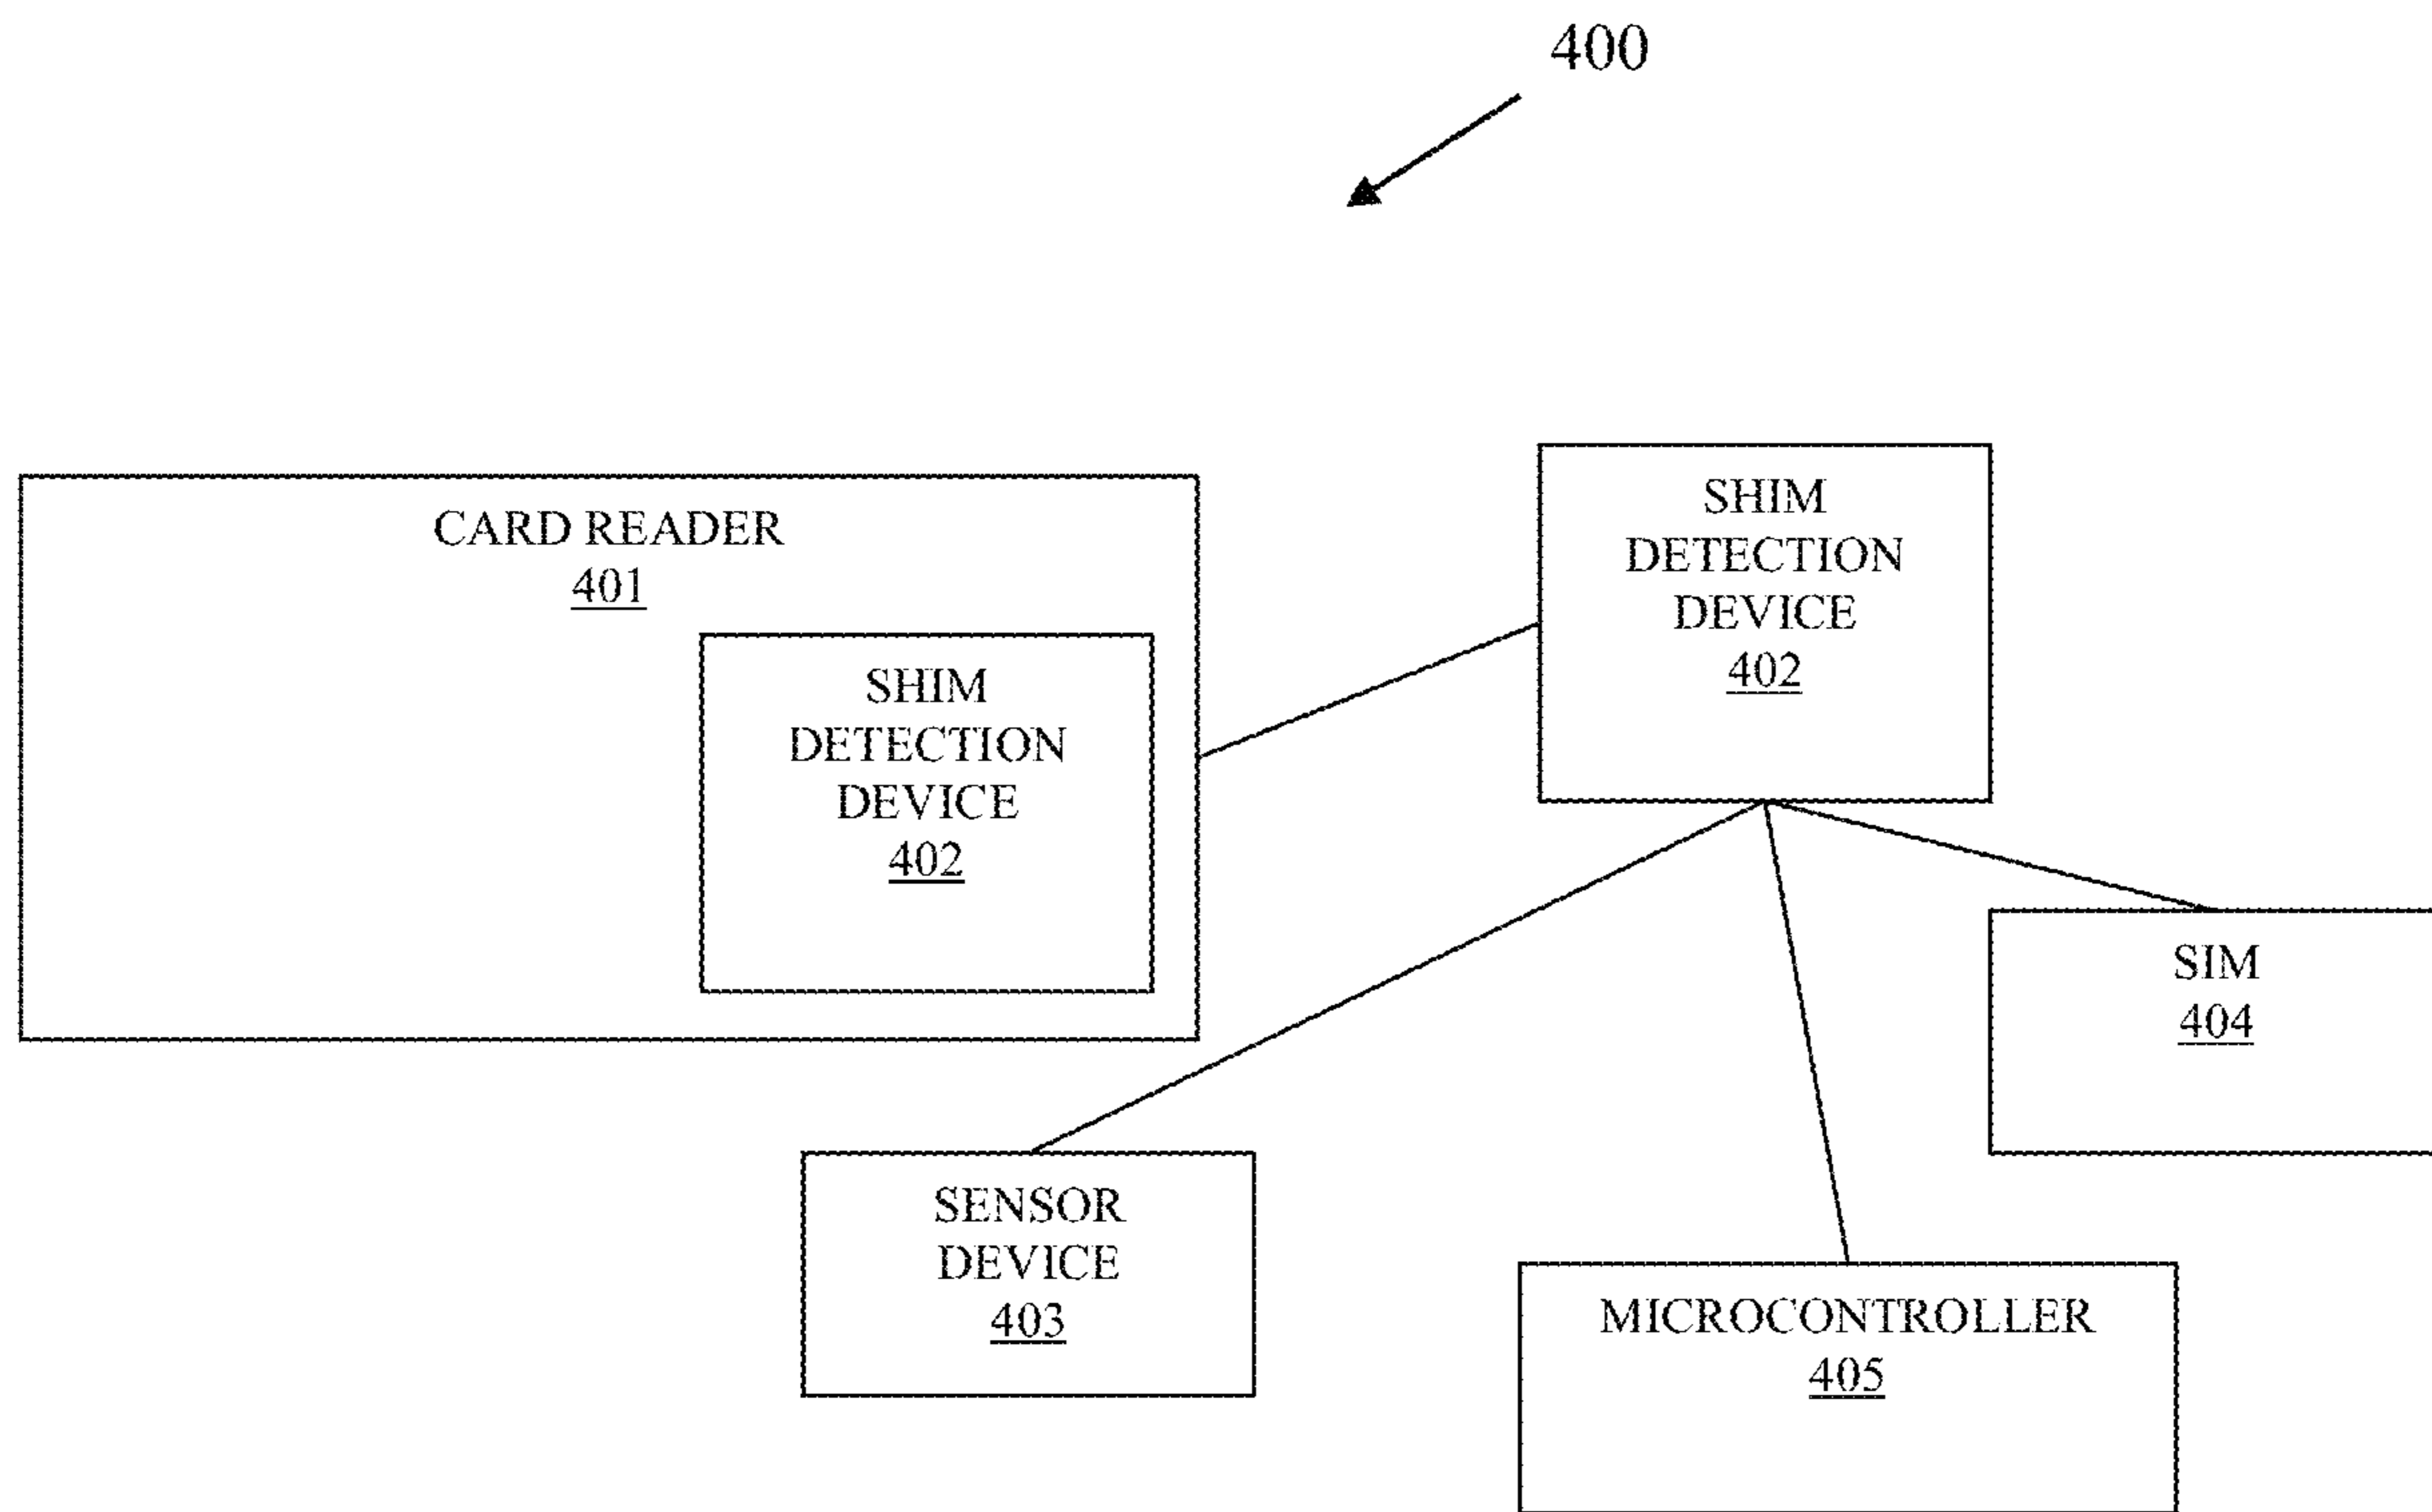 400
CARD READER
401
SHIM
DETECTION
DEVICE
402
SHIM
DETECTION
DEVICE
402
SIM
404
SENSOR
DEVICE
403
MICROCONTROLLER
405